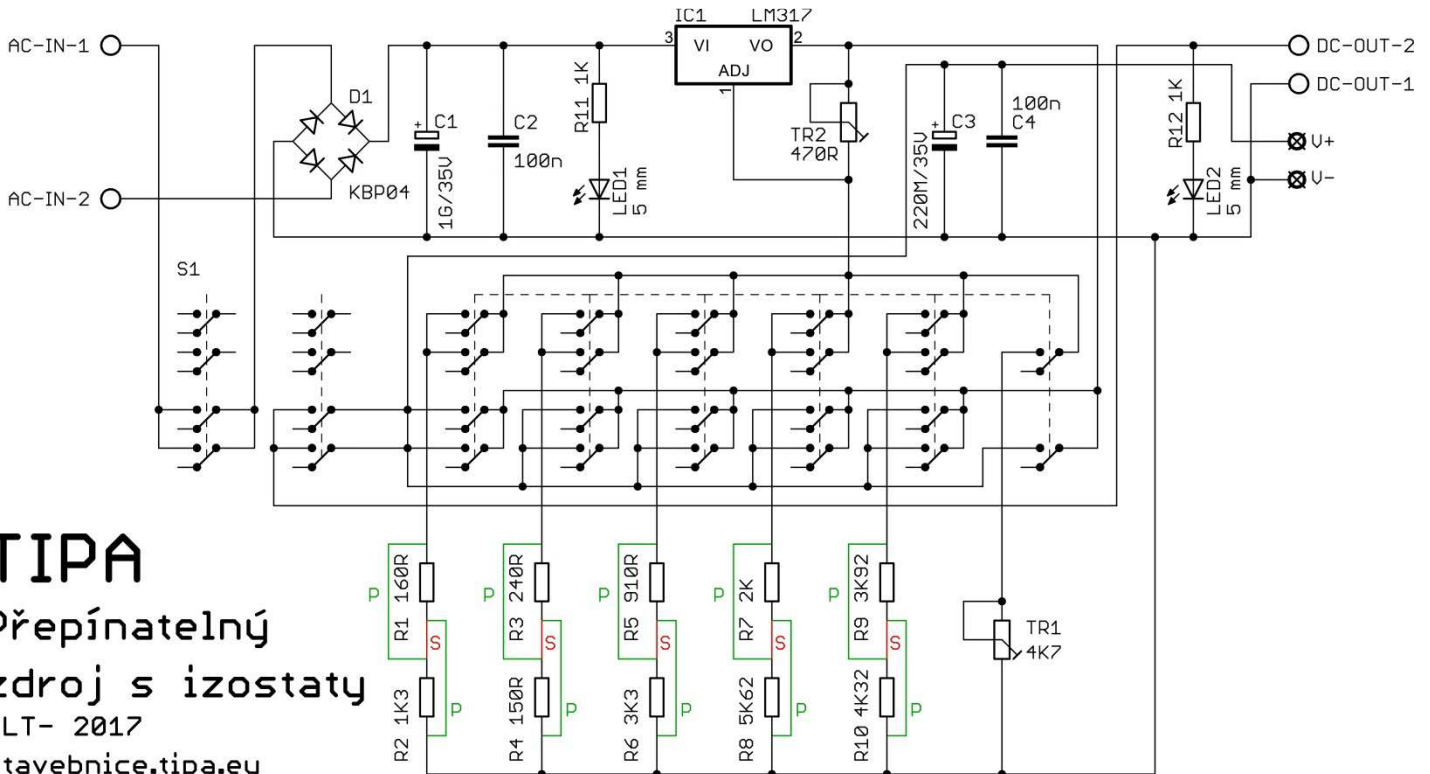 IC1 LM317
AC-IN-1
3 VI VO 2
ADJ
1
DC-OUT-2
DC-OUT-1
V+
V-
AC-IN-2
D1
KBP04
+ C1
1G/35V
C2
100n
R11 1K
LED1
5 mm
TR2
470R
+ C3
220M/35V
100n
C4
R12 1K
LED2
5 mm
S1
P
R1 160R
S
R2 1K3
P
P
R3 240R
S
R4 150R
P
P
R5 910R
S
R6 3K3
P
P
R7 2K
S
R8 5K62
P
P
R9 3K92
S
R10 4K32
P
TR1
4K7
TIPA
Přepínatelný
zdroj s izostaty
LT- 2017
tavebnice.tipa.eu